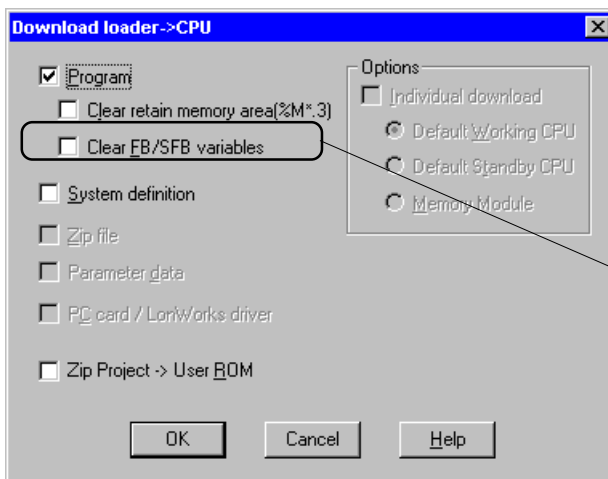 Download loader->CPU
Program
Clear retain memory area(%M*.3)
Clear FB/SFB variables
System definition
Zip file
Parameter data
PC card / LonWorks driver
Zip Project -> User ROM
Options
Individual download
Default Working CPU
Default Standby CPU
Memory Module
OK
Cancel
Help